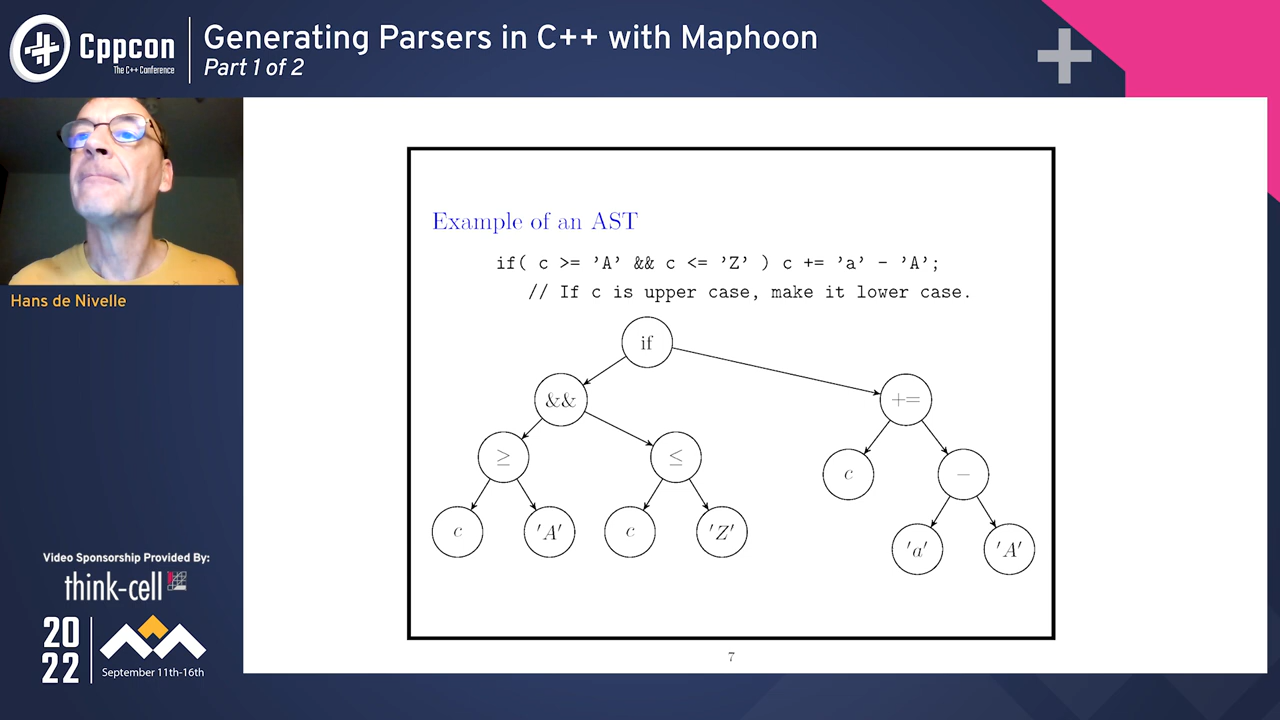 Cppcon
The C++ Conference
Generating Parsers in C++ with Maphoon
Part 1 of 2
Hans de Nivelle
Video Sponsorship Provided By:
think-cell
20
22
September 11th-16th
Example of an AST
if( c >= ’A’ && c <= ’Z’ ) c += ’a’ - ’A’;
// If c is upper case, make it lower case.
if
&&
+=
≥
≤
c
−
c
'A'
c
'Z'
'a'
'A'
7